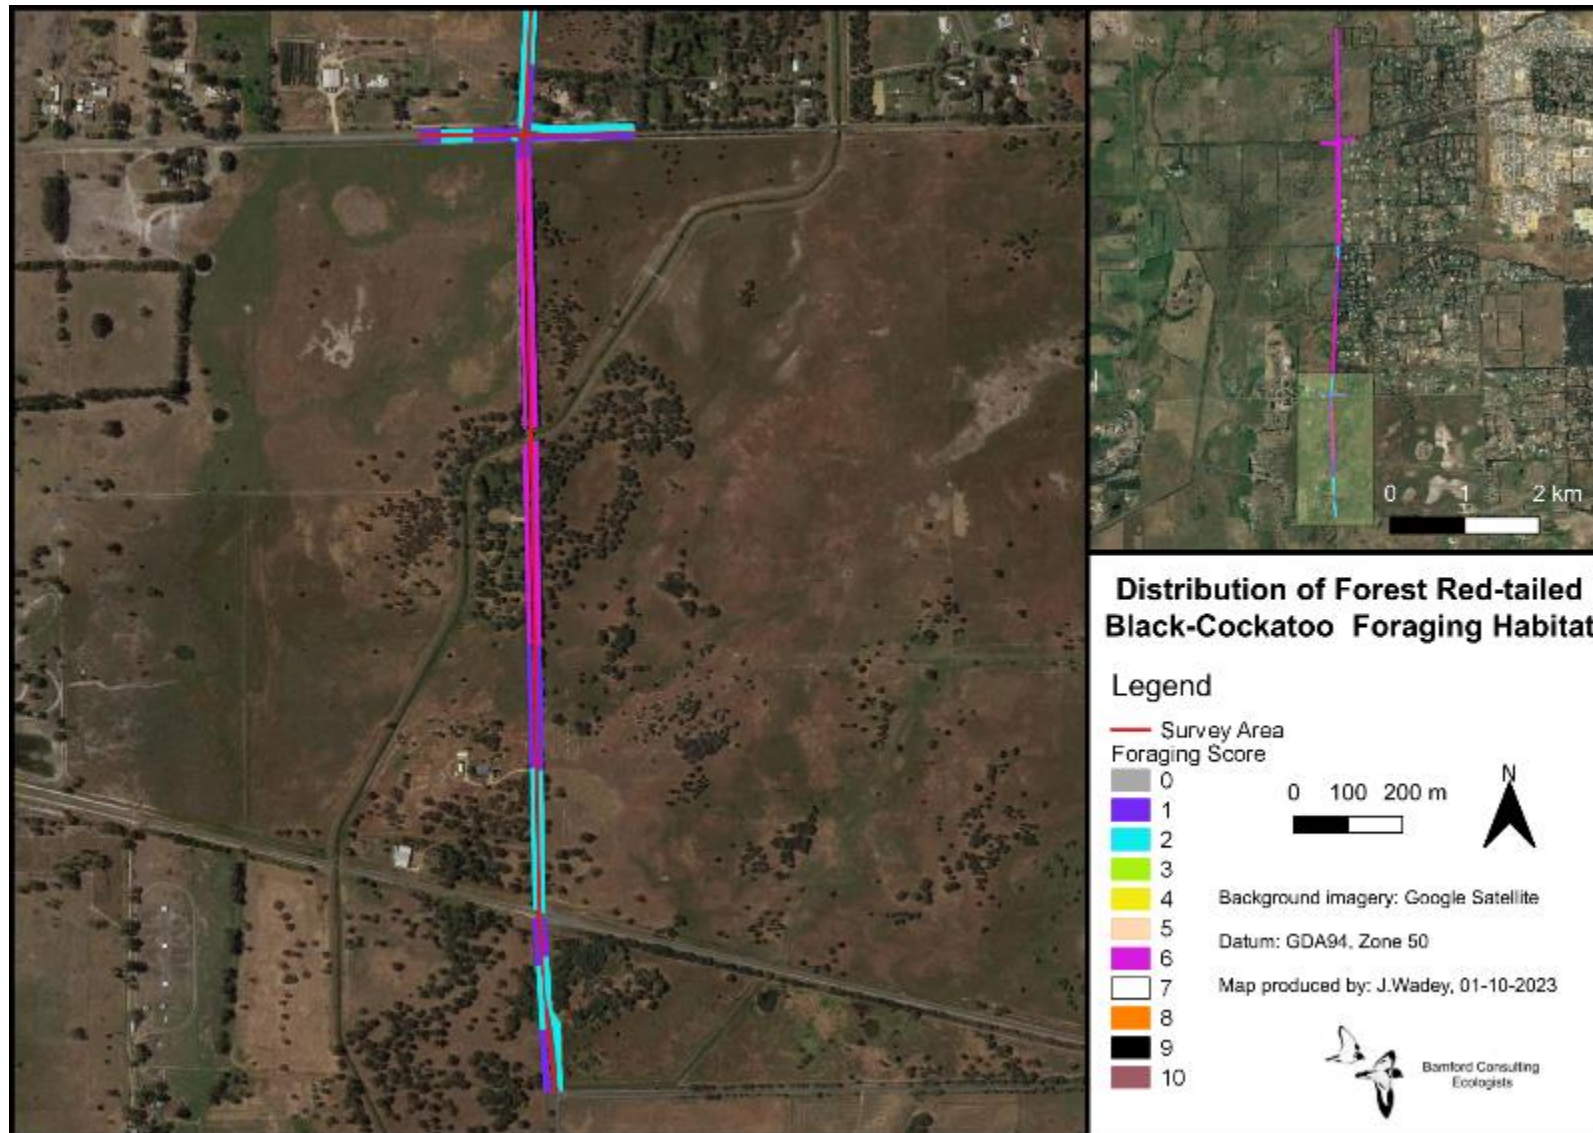 0 1 2 km
Distribution of Forest Red-tailed
Black-Cockatoo Foraging Habitat
Legend
Survey Area
Foraging Score
0
1
2
3
4
5
6
7
8
9
10
0 100 200 m
N
Background imagery: Google Satellite
Datum: GDA94, Zone 50
Map produced by: J.Wadey, 01-10-2023
Bamford Consulting
Ecologists